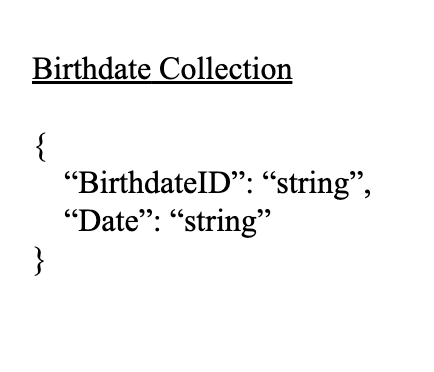 Birthdate Collection
{
“BirthdateID”: “string”,
“Date”: “string”
}